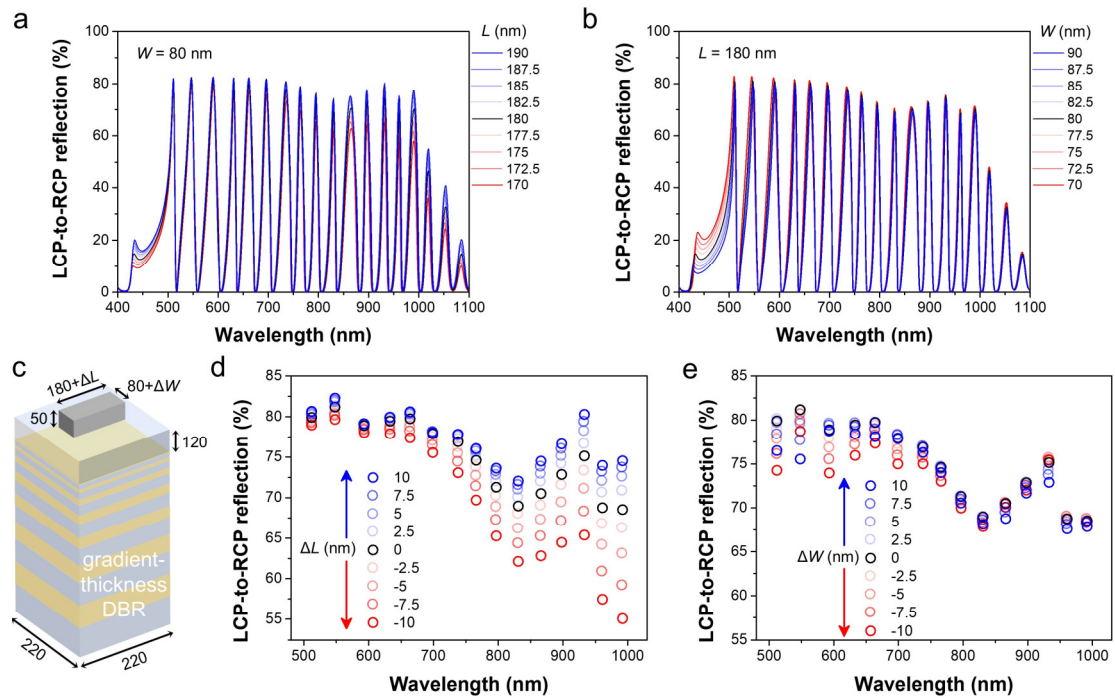 a
LCP-to-RCP reflection (%)
100
80
60
40
20
0
W = 80 nm
400 500 600 700 800 900 1000 1100
Wavelength (nm)
L (nm)
190
187.5
185
182.5
180
177.5
175
172.5
170
b
LCP-to-RCP reflection (%)
100
80
60
40
20
0
L = 180 nm
400 500 600 700 800 900 1000 1100
Wavelength (nm)
W (nm)
90
87.5
85
82.5
80
77.5
75
72.5
70
c
180+ΔL
80+ΔW
50
120
gradient-
thickness
DBR
220
220
d
LCP-to-RCP reflection (%)
85
80
75
70
65
60
55
ΔL (nm)
10
7.5
5
2.5
0
-2.5
-5
-7.5
-10
500 600 700 800 900 1000
Wavelength (nm)
e
LCP-to-RCP reflection (%)
85
80
75
70
65
60
55
ΔW (nm)
10
7.5
5
2.5
0
-2.5
-5
-7.5
-10
500 600 700 800 900 1000
Wavelength (nm)